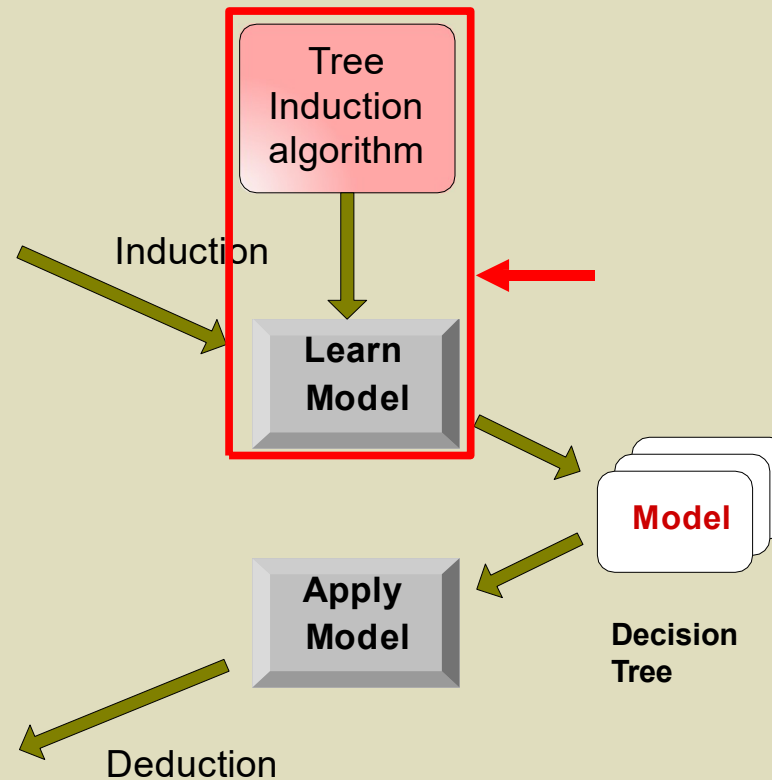 Tree
Induction
algorithm
Induction
Learn
Model
Model
Apply
Model
Decision
Tree
Deduction